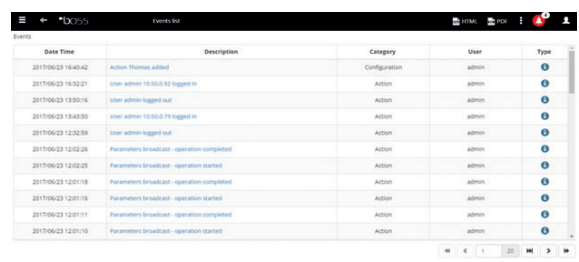 boss Events list HTML PDF
Events
Date Time Description Category User Type
2017/06/23 16:40:42 Action Thomas added Configuration admin
2017/06/23 16:32:21 User admin 10.50.0.92 logged in Action admin
2017/06/23 13:50:16 User admin logged out Action admin
2017/06/23 13:43:50 User admin 10.50.0.79 logged in Action admin
2017/06/23 12:32:59 User admin logged out Action admin
2017/06/23 12:02:26 Parameters broadcast - operation completed Action admin
2017/06/23 12:02:25 Parameters broadcast - operation started Action admin
2017/06/23 12:01:18 Parameters broadcast - operation completed Action admin
2017/06/23 12:01:16 Parameters broadcast - operation started Action admin
2017/06/23 12:01:11 Parameters broadcast - operation completed Action admin
2017/06/23 12:01:10 Parameters broadcast - operation started Action admin
1 20